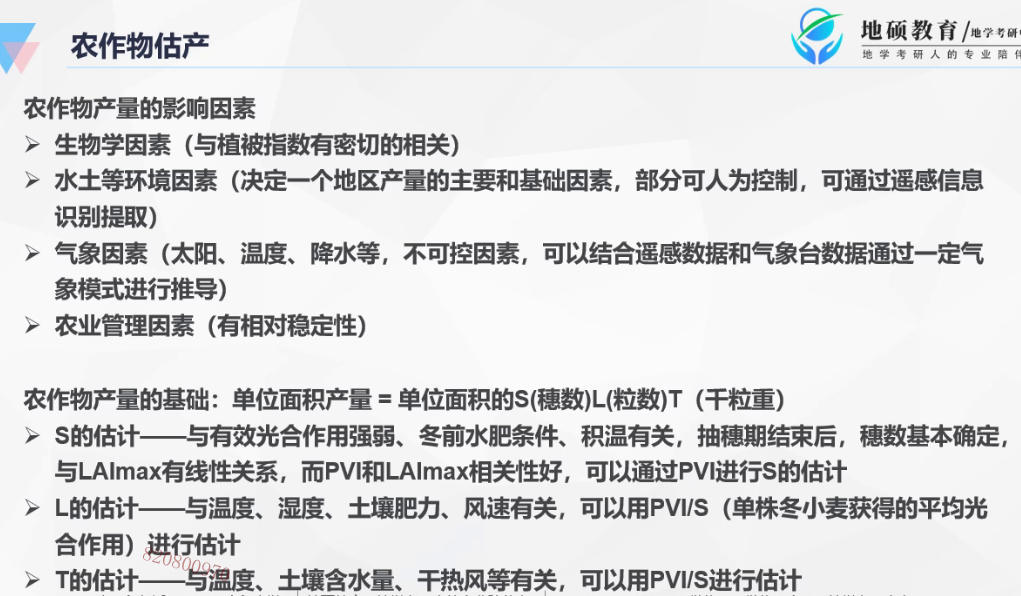 农作物估产
地硕教育/地学考研
地学考研人的专业陪伴
农作物产量的影响因素
➢ 生物学因素（与植被指数有密切的相关）
➢ 水土等环境因素（决定一个地区产量的主要和基础因素，部分可人为控制，可通过遥感信息
识别提取）
➢ 气象因素（太阳、温度、降水等，不可控因素，可以结合遥感数据和气象台数据通过一定气
象模式进行推导）
➢ 农业管理因素（有相对稳定性）
农作物产量的基础：单位面积产量 = 单位面积的S(穗数)L(粒数)T（千粒重）
➢ S的估计——与有效光合作用强弱、冬前水肥条件、积温有关，抽穗期结束后，穗数基本确定，
与LAImax有线性关系，而PVI和LAImax相关性好，可以通过PVI进行S的估计
➢ L的估计——与温度、湿度、土壤肥力、风速有关，可以用PVI/S（单株冬小麦获得的平均光
合作用）进行估计
➢ T的估计——与温度、土壤含水量、干热风等有关，可以用PVI/S进行估计